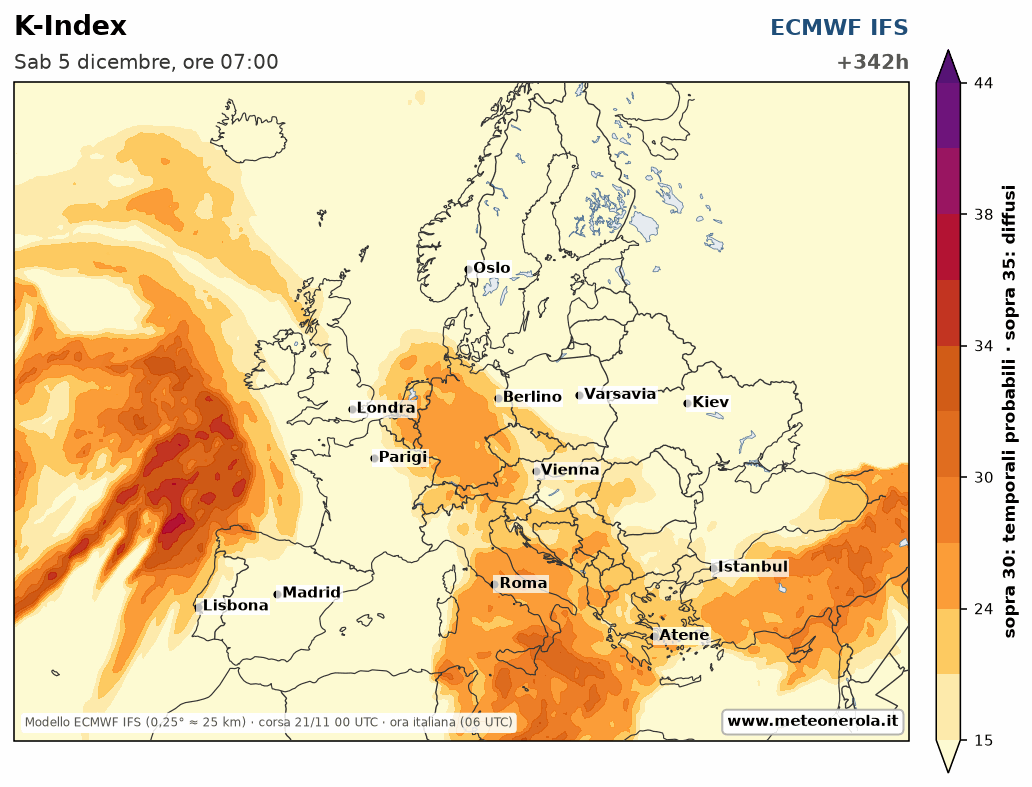 K-Index
ECMWF IFS
Sab 5 dicembre, ore 07:00
+342h
44
38
34
30
24
15
sopra 30: temporali probabili · sopra 35: diffusi
Oslo
Berlino
Varsavia
Kiev
Londra
Parigi
Vienna
Istanbul
Roma
Madrid
Lisbona
Atene
Modello ECMWF IFS (0,25° ≈ 25 km) · corsa 21/11 00 UTC · ora italiana (06 UTC)
www.meteonerola.it